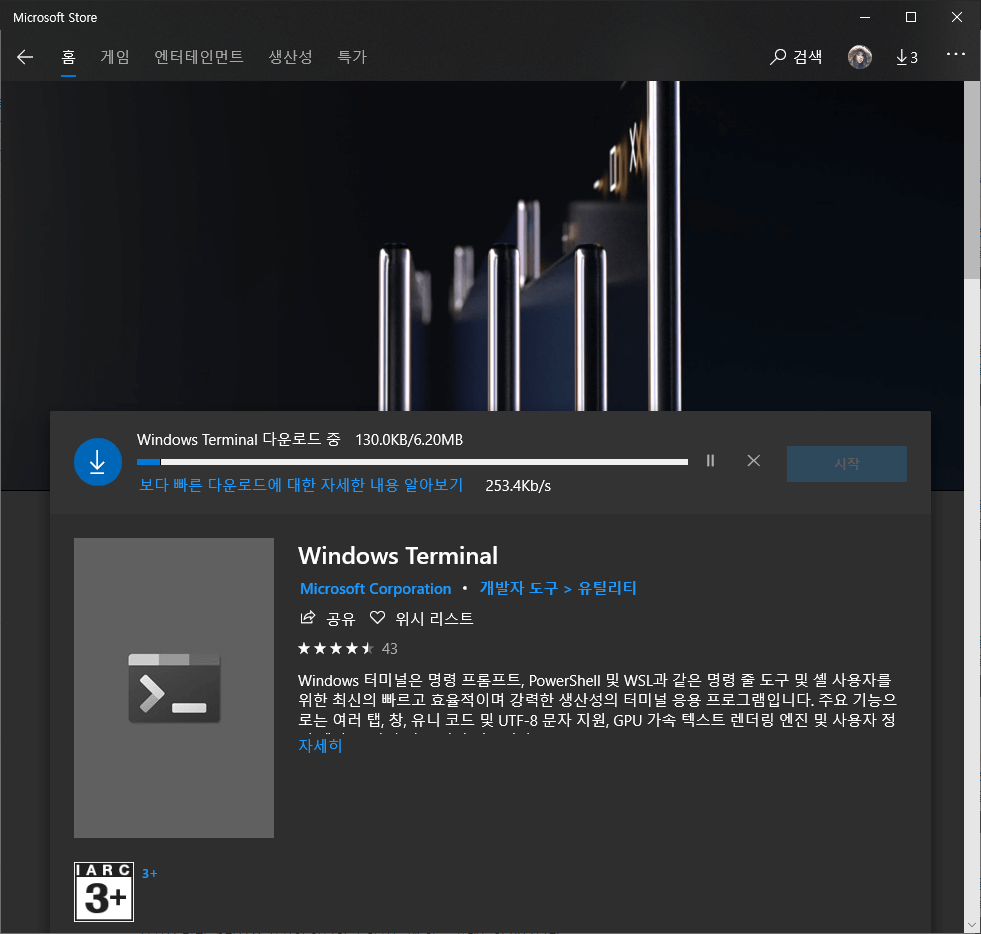 Microsoft Store
홈 게임 엔터테인먼트 생산성 특가 검색 3
Windows Terminal 다운로드 중 130.0KB/6.20MB
시작
보다 빠른 다운로드에 대한 자세한 내용 알아보기 253.4Kb/s
Windows Terminal
Microsoft Corporation • 개발자 도구 > 유틸리티
공유 위시 리스트
43
Windows 터미널은 명령 프롬프트, PowerShell 및 WSL과 같은 명령 줄 도구 및 셸 사용자를
위한 최신의 빠르고 효율적이며 강력한 생산성의 터미널 응용 프로그램입니다. 주요 기능으
로는 여러 탭, 창, 유니 코드 및 UTF-8 문자 지원, GPU 가속 텍스트 렌더링 엔진 및 사용자 정
자세히
IARC
3+
3+